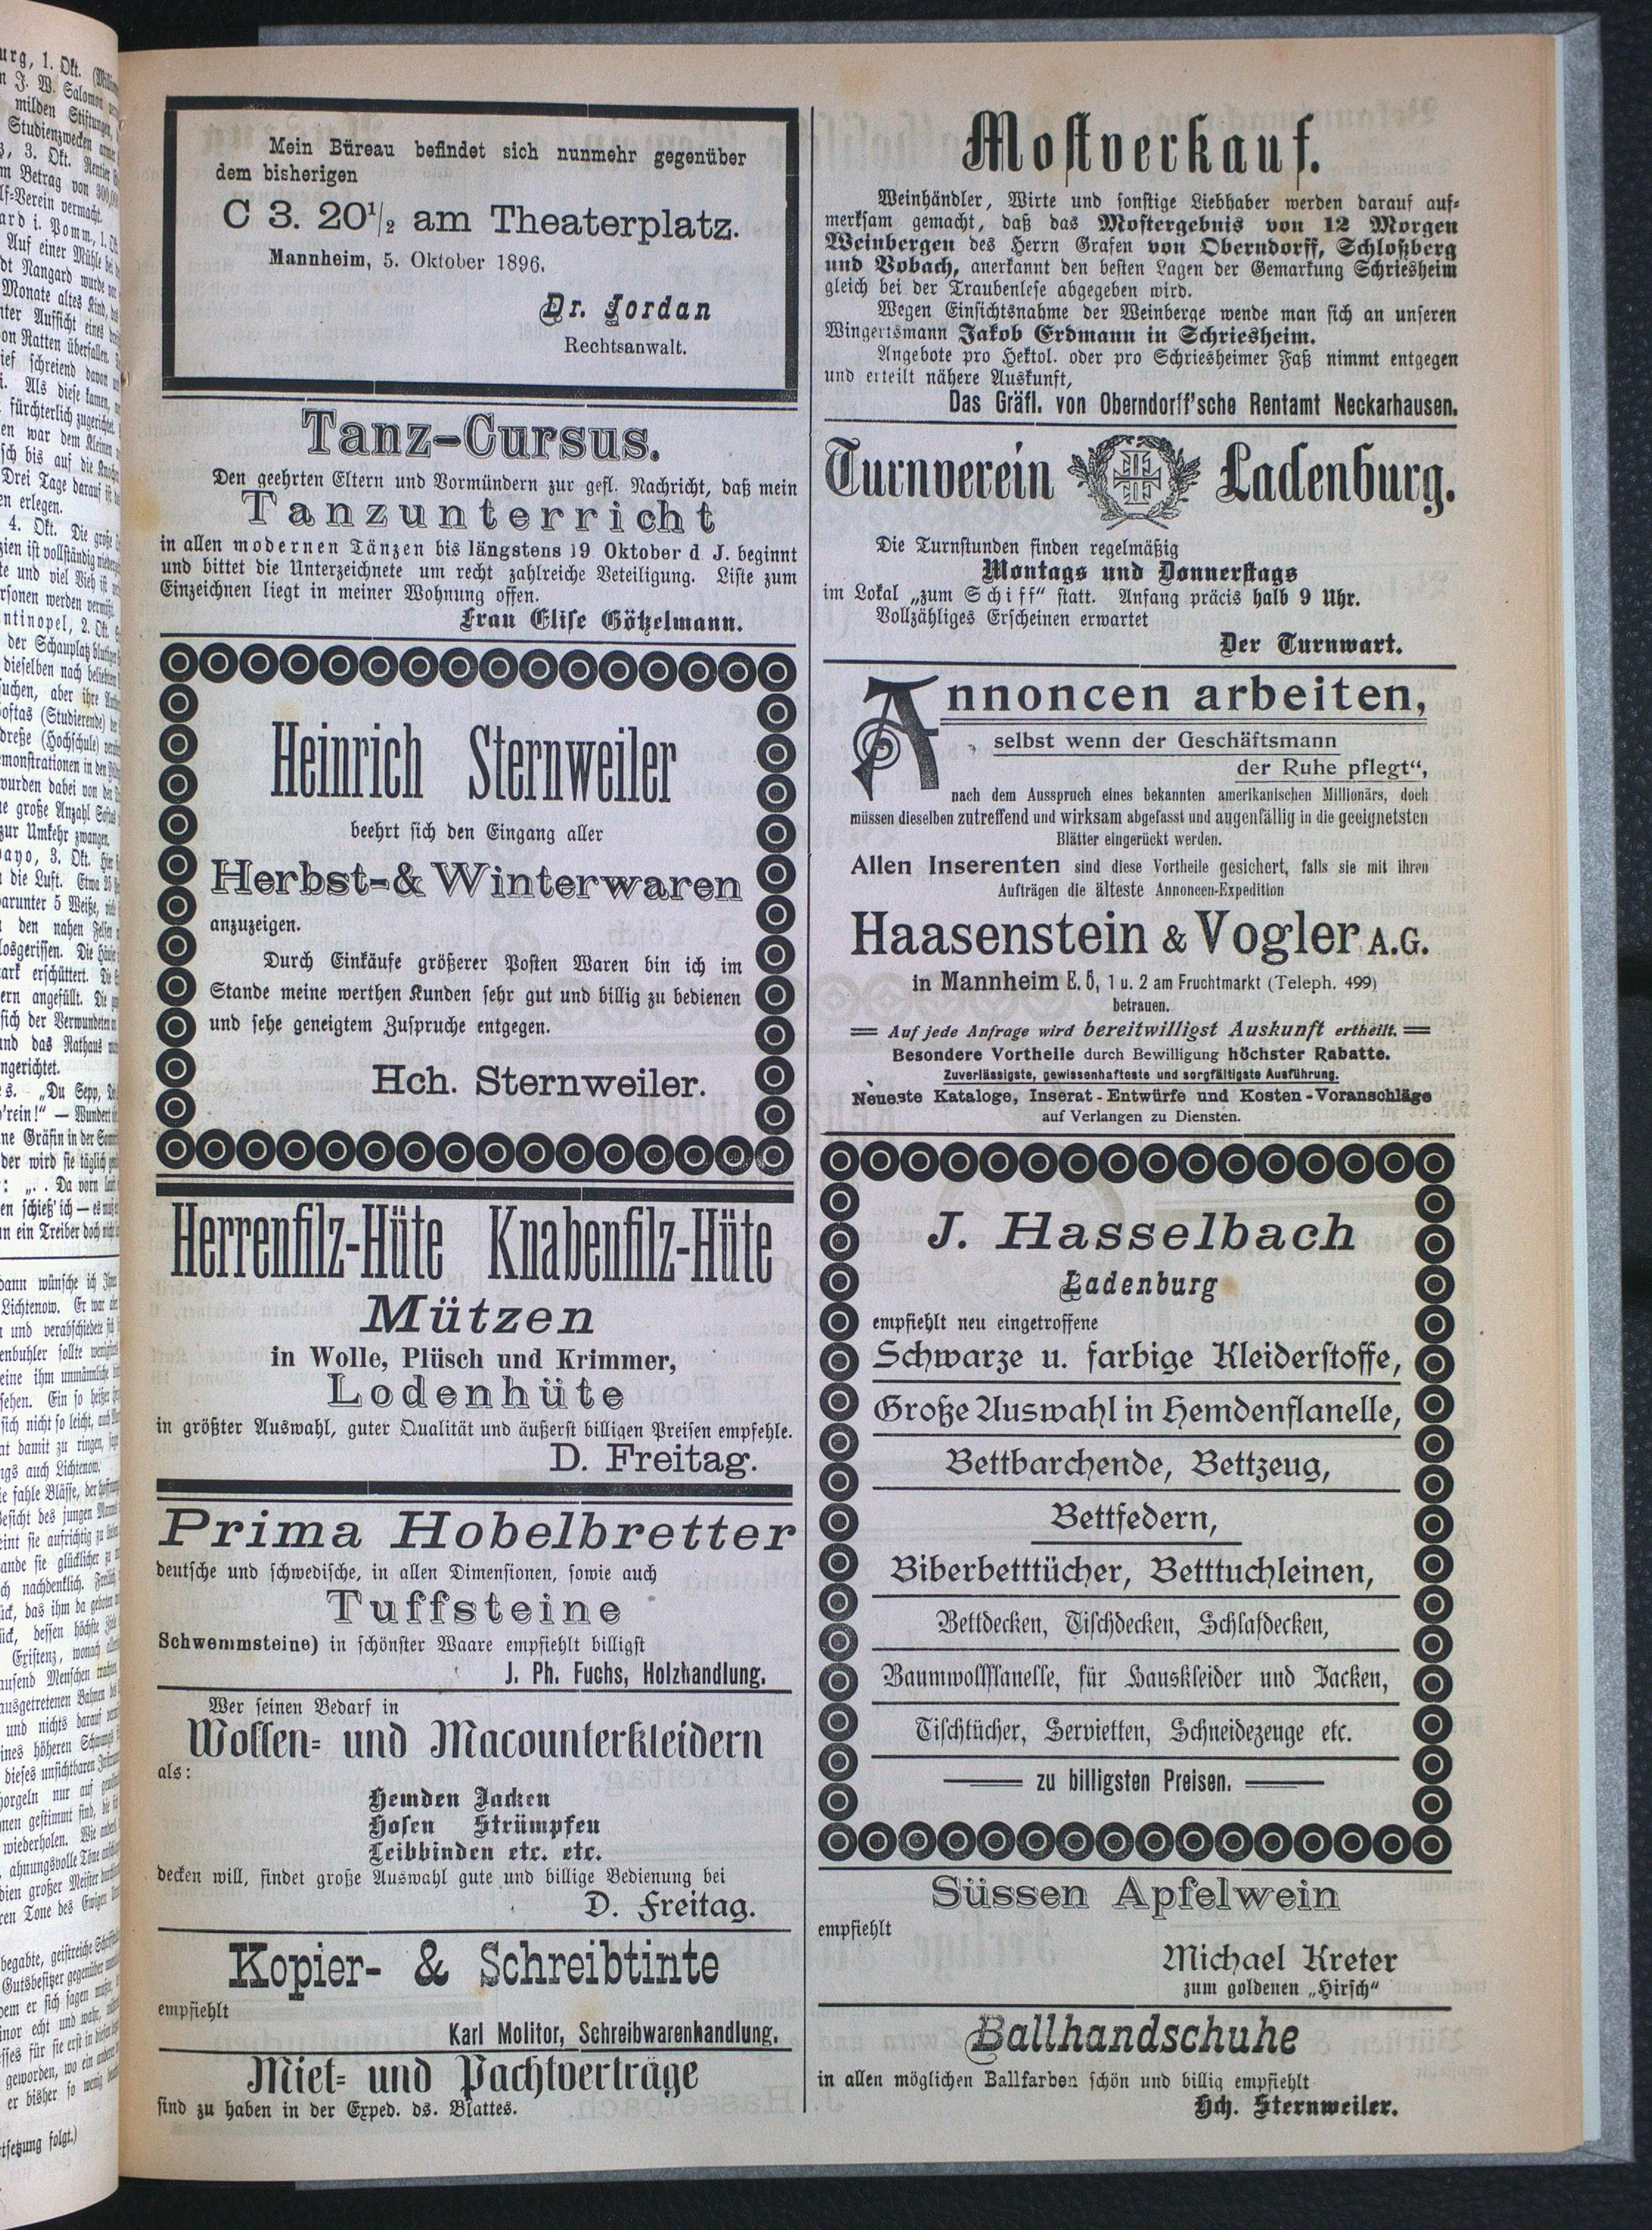 Mein Büreau befindet sich nunmehr gegenüber
dem bisherigen
C 3. 20½ am Theaterplatz.
Mannheim, 5. Oktober 1896.
Dr. Jordan
Rechtsanwalt.
Tanz-Cursus.
Den geehrten Eltern und Vormündern zur gefl. Nachricht, daß mein
Tanzunterricht
in allen modernen Tänzen bis längstens 19 Oktober d J. beginnt
und bittet die Unterzeichnete um recht zahlreiche Beteiligung. Liste zum
Einzeichnen liegt in meiner Wohnung offen.
Frau Elise Götzelmann.
Heinrich Sternweiler
beehrt sich den Eingang aller
Herbst-& Winterwaren
anzuzeigen.
Durch Einkäufe größerer Posten Waren bin ich im
Stande meine werthen Kunden sehr gut und billig zu bedienen
und sehe geneigtem Zuspruche entgegen.
Hch. Sternweiler.
Herrenfilz-Hüte Knabenfilz-Hüte
Mützen
in Wolle, Plüsch und Krimmer,
Lodenhüte
in größter Auswahl, guter Qualität und äußerst billigen Preisen empfehle.
D. Freitag.
Prima Hobelbretter
deutsche und schwedische, in allen Dimensionen, sowie auch
Tuffsteine
Schwemmsteine) in schönster Waare empfiehlt billigst
J. Ph. Fuchs, Holzhandlung.
Wer seinen Bedarf in
Wollen- und Macounterkleidern
als:
Hemden Jacken
Hosen Strümpfen
Leibbinden etc. etc.
decken will, findet große Auswahl gute und billige Bedienung bei
D. Freitag.
Kopier- & Schreibtinte
empfiehlt
Karl Molitor, Schreibwarenhandlung.
Miet- und Pachtverträge
sind zu haben in der Exped. ds. Blattes.
Mostverkauf.
Weinhändler, Wirte und sonstige Liebhaber werden darauf auf-
merksam gemacht, daß das Mostergebnis von 12 Morgen
Weinbergen des Herrn Grafen von Oberndorff, Schloßberg
und Vobach, anerkannt den besten Lagen der Gemarkung Schriesheim
gleich bei der Traubenlese abgegeben wird.
Wegen Einsichtsnahme der Weinberge wende man sich an unseren
Wingertsmann Jakob Erdmann in Schriesheim.
Angebote pro Hektol. oder pro Schriesheimer Faß nimmt entgegen
und erteilt nähere Auskunft,
Das Gräfl. von Oberndorff'sche Rentamt Neckarhausen.
Turnverein Ladenburg.
Die Turnstunden finden regelmäßig
Montags und Donnerstags
im Lokal „zum Schiff“ statt. Anfang präcis halb 9 Uhr.
Vollzähliges Erscheinen erwartet
Der Turnwart.
Annoncen arbeiten,
selbst wenn der Geschäftsmann
der Ruhe pflegt“,
nach dem Ausspruch eines bekannten amerikanischen Millionärs, doch
müssen dieselben zutreffend und wirksam abgefasst und augenfällig in die geeignetsten
Blätter eingerückt werden.
Allen Inserenten sind diese Vortheile gesichert, falls sie mit ihren
Aufträgen die älteste Annoncen-Expedition
Haasenstein & Vogler A.G.
in Mannheim E. 5, 1 u. 2 am Fruchtmarkt (Teleph. 499)
betrauen.
Auf jede Anfrage wird bereitwilligst Auskunft ertheilt.
Besondere Vortheile durch Bewilligung höchster Rabatte.
Zuverlässigste, gewissenhafteste und sorgfältigste Ausführung.
Neueste Kataloge, Inserat-Entwürfe und Kosten-Voranschläge
auf Verlangen zu Diensten.
J. Hasselbach
Ladenburg
empfiehlt neu eingetroffene
Schwarze u. farbige Kleiderstoffe,
Große Auswahl in Hemdenflanelle,
Bettbarchende, Bettzeug,
Bettfedern,
Biberbetttücher, Betttuchleinen,
Bettdecken, Tischdecken, Schlafdecken,
Baumwollflanelle, für Hauskleider und Jacken,
Tischtücher, Servietten, Schneidezeuge etc.
zu billigsten Preisen.
Süssen Apfelwein
empfiehlt
Michael Kreter
zum goldenen „Hirsch“
Ballhandschuhe
in allen möglichen Ballfarben schön und billig empfiehlt
Hch. Sternweiler.